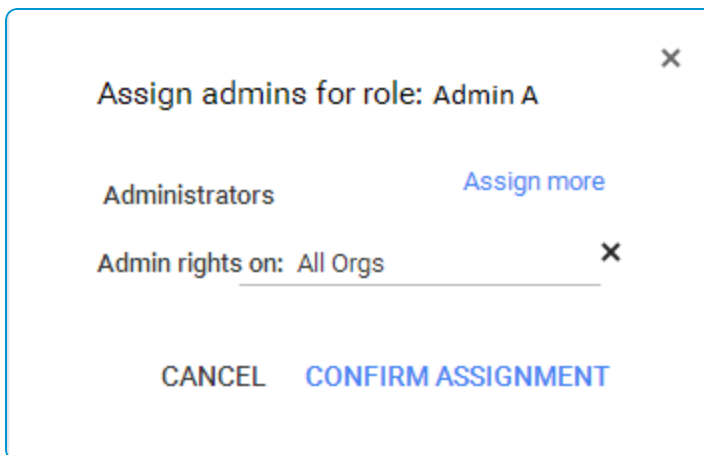 Assign admins for role: Admin A
Administrators
Assign more
Admin rights on: All Orgs
CANCEL
CONFIRM ASSIGNMENT